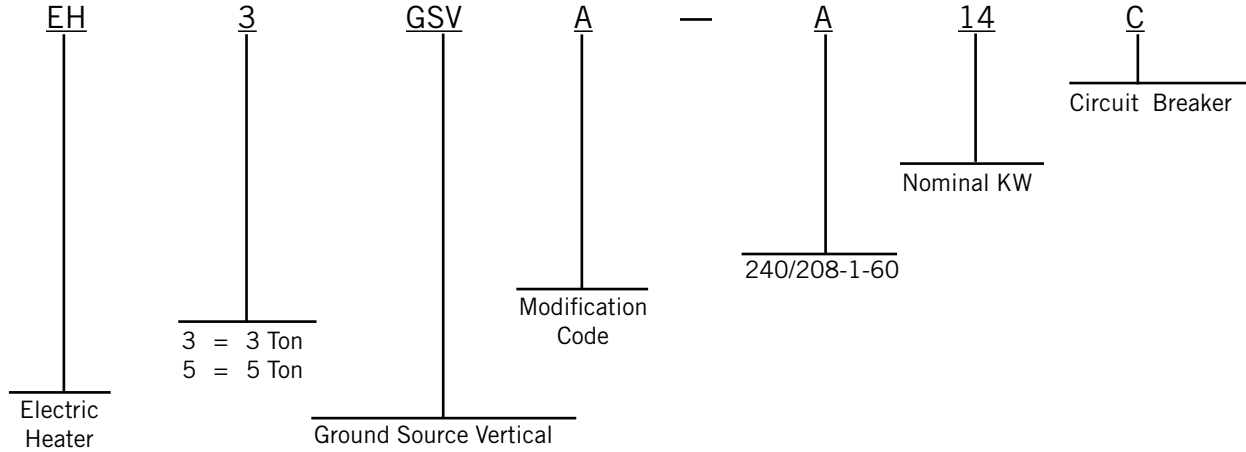 EH 3 GSV A — A 14 C
Circuit Breaker
Nominal KW
240/208-1-60
Modification
Code
3 = 3 Ton
5 = 5 Ton
Electric
Heater
Ground Source Vertical